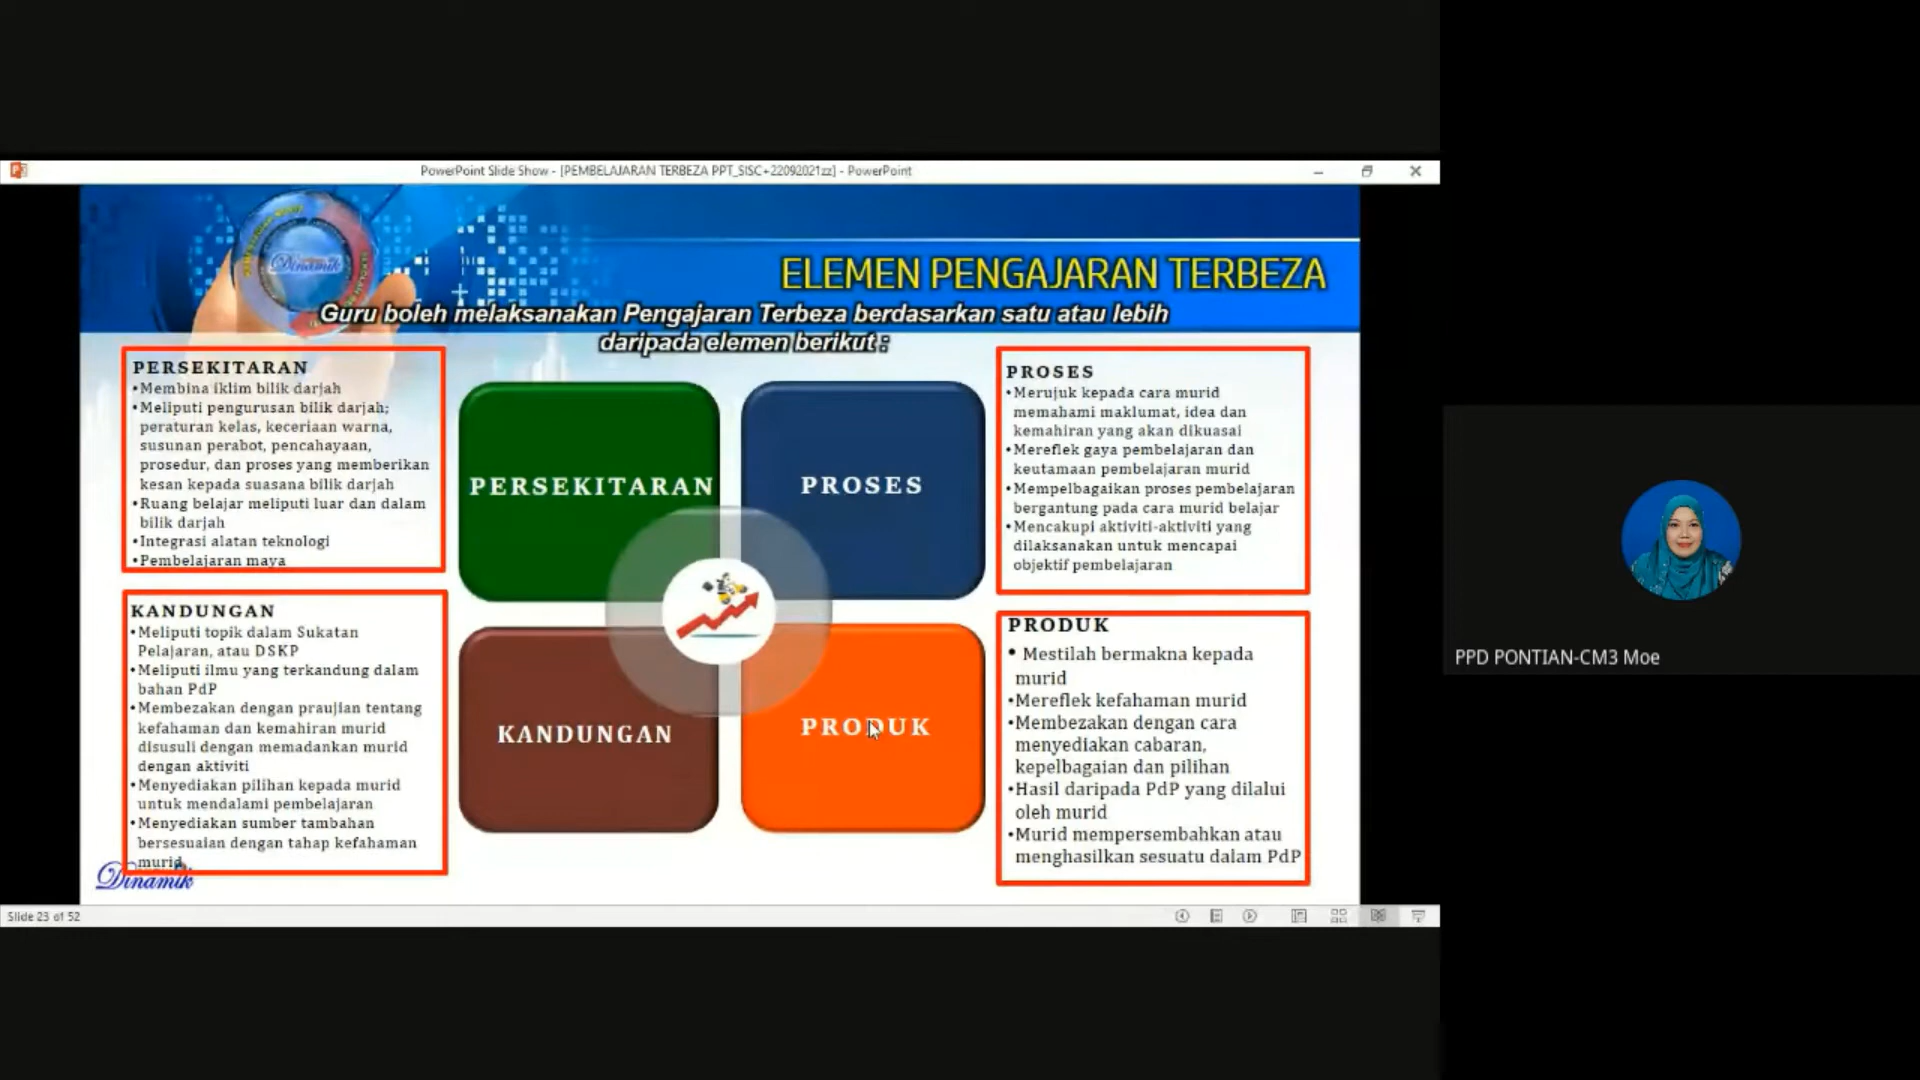 PowerPoint Slide Show - [PEMBELAJARAN TERBEZA PPT_SISC+22092021zz] - PowerPoint
Dinamik
ELEMEN PENGAJARAN TERBEZA
Guru boleh melaksanakan Pengajaran Terbeza berdasarkan satu atau lebih
daripada elemen berikut :
PERSEKITARAN
•Membina iklim bilik darjah
•Meliputi pengurusan bilik darjah;
peraturan kelas, keceriaan warna,
susunan perabot, pencahayaan,
prosedur, dan proses yang memberikan
kesan kepada suasana bilik darjah
•Ruang belajar meliputi luar dan dalam
bilik darjah
•Integrasi alatan teknologi
•Pembelajaran maya
KANDUNGAN
•Meliputi topik dalam Sukatan
Pelajaran, atau DSKP
•Meliputi ilmu yang terkandung dalam
bahan PdP
•Membezakan dengan praujian tentang
kefahaman dan kemahiran murid
disusuli dengan memadankan murid
dengan aktiviti
•Menyediakan pilihan kepada murid
untuk mendalami pembelajaran
•Menyediakan sumber tambahan
bersesuaian dengan tahap kefahaman
murid
Dinamik
PERSEKITARAN
PROSES
KANDUNGAN
PRODUK
PROSES
•Merujuk kepada cara murid
memahami maklumat, idea dan
kemahiran yang akan dikuasai
•Mereflek gaya pembelajaran dan
keutamaan pembelajaran murid
•Mempelbagaikan proses pembelajaran
bergantung pada cara murid belajar
•Mencakupi aktiviti-aktiviti yang
dilaksanakan untuk mencapai
objektif pembelajaran
PRODUK
• Mestilah bermakna kepada
murid
•Mereflek kefahaman murid
•Membezakan dengan cara
menyediakan cabaran,
kepelbagaian dan pilihan
•Hasil daripada PdP yang dilalui
oleh murid
•Murid mempersembahkan atau
menghasilkan sesuatu dalam PdP
Slide 23 of 52
PPD PONTIAN-CM3 Moe